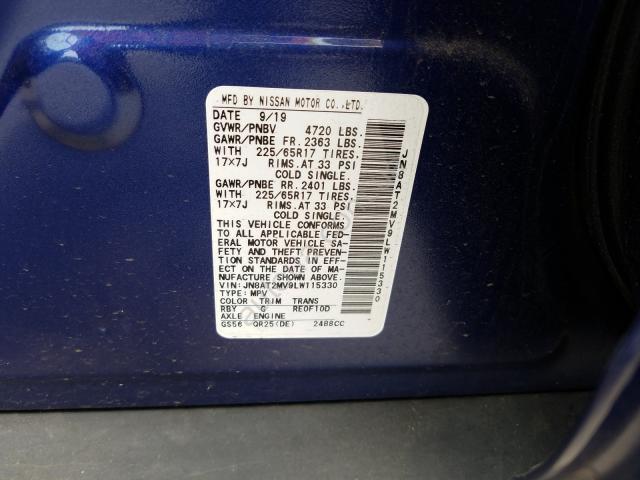 MFD BY NISSAN MOTOR CO.,LTD.
DATE 9/19
GVWR/PNBV 4720 LBS.
GAWR/PNBE FR. 2363 LBS.
WITH 225/65R17 TIRES,
17×7J RIMS.AT 33 PSI
COLD SINGLE.
GAWR/PNBE RR. 2401 LBS.
WITH 225/65R17 TIRES,
17×7J RIMS.AT 33 PSI
COLD SINGLE.
THIS VEHICLE CONFORMS
TO ALL APPLICABLE FED-
ERAL MOTOR VEHICLE SA-
FETY AND THEFT PREVEN-
TION STANDARDS IN EFF-
ECT ON THE DATE OF MA-
NUFACTURE SHOWN ABOVE.
VIN:JN8AT2MV9LW115330
TYPE:MPV
COLOR TRIM TRANS
RBY G RE0F10D
AXLE ENGINE
GS56 QR25(DE) 2488CC
JN8AT2MV9LW115330